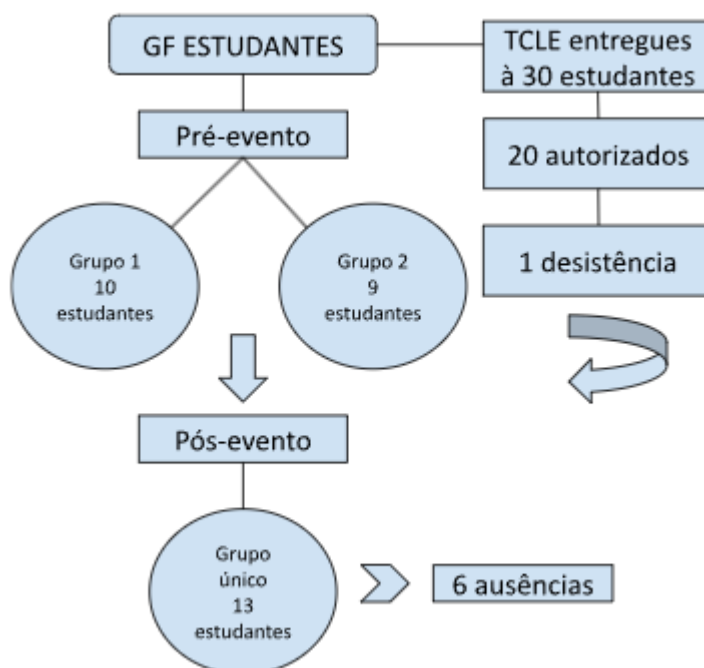 GF ESTUDANTES
TCLE entregues
à 30 estudantes
Pré-evento
20 autorizados
1 desistência
Grupo 1
10
estudantes
Grupo 2
9
estudantes
Pós-evento
Grupo
único
13
estudantes
6 ausências